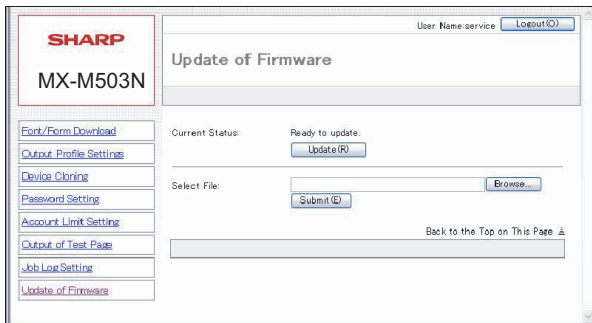 User Name:service Logout(O)
SHARP
MX-M503N
Update of Firmware
Font/Form Download
Output Profile Settings
Device Cloning
Password Setting
Account Limit Setting
Output of Test Page
Job Log Setting
Update of Firmware
Current Status: Ready to update.
Update(R)
Select File: Browse...
Submit(E)
Back to the Top on This Page